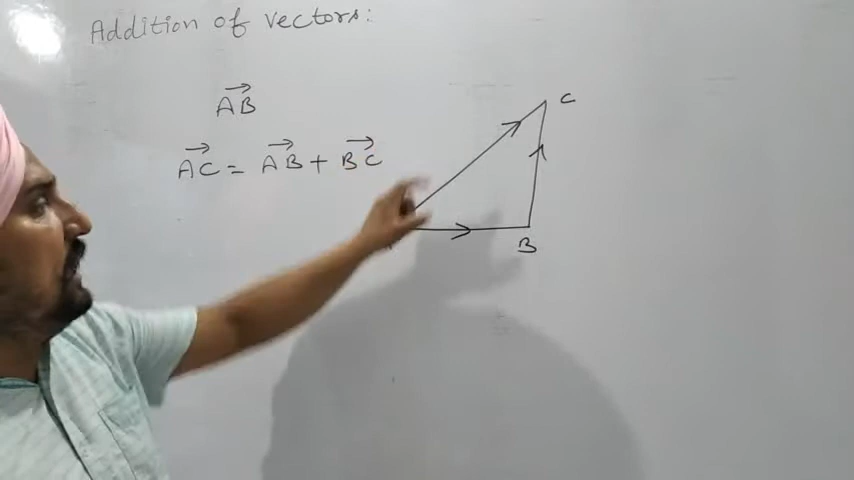 Addition of vectors:
AB
AC = AB + BC
C
B